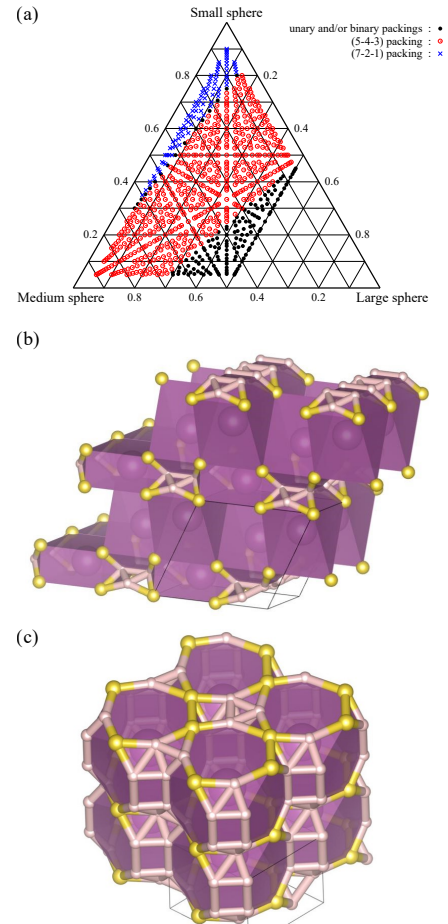 (a)
Small sphere
unary and/or binary packings :
(5-4-3) packing :
(7-2-1) packing :
0.8 0.2
0.6 0.4
0.4 0.6
0.2 0.8
Medium sphere 0.8 0.6 0.4 0.2 Large sphere
(b)
(c)